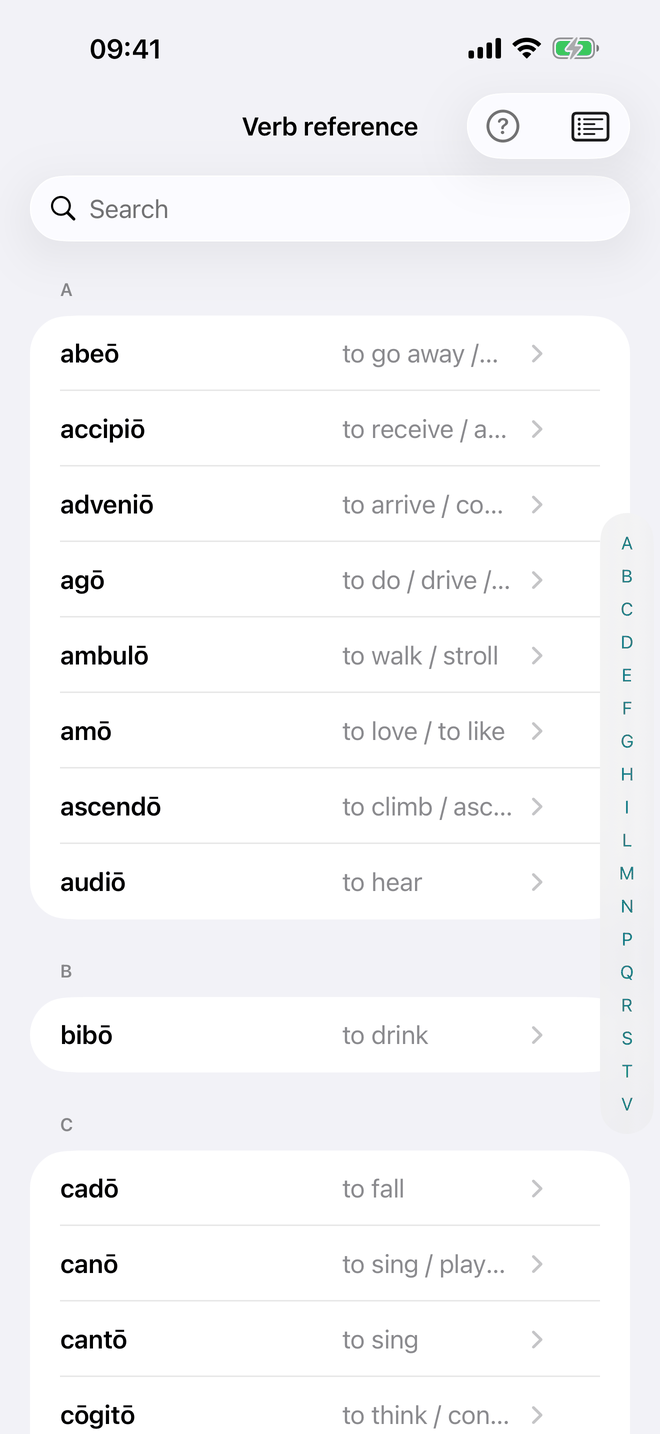 09:41
Verb reference
?
Search
A
abeō to go away /...
accipiō to receive / a...
adveniō to arrive / co...
agō to do / drive /...
ambulō to walk / stroll
amō to love / to like
ascendō to climb / asc...
audiō to hear
B
bibō to drink
C
cadō to fall
canō to sing / play...
cantō to sing
cōgitō to think / con...
A
B
C
D
E
F
G
H
I
L
M
N
P
Q
R
S
T
V